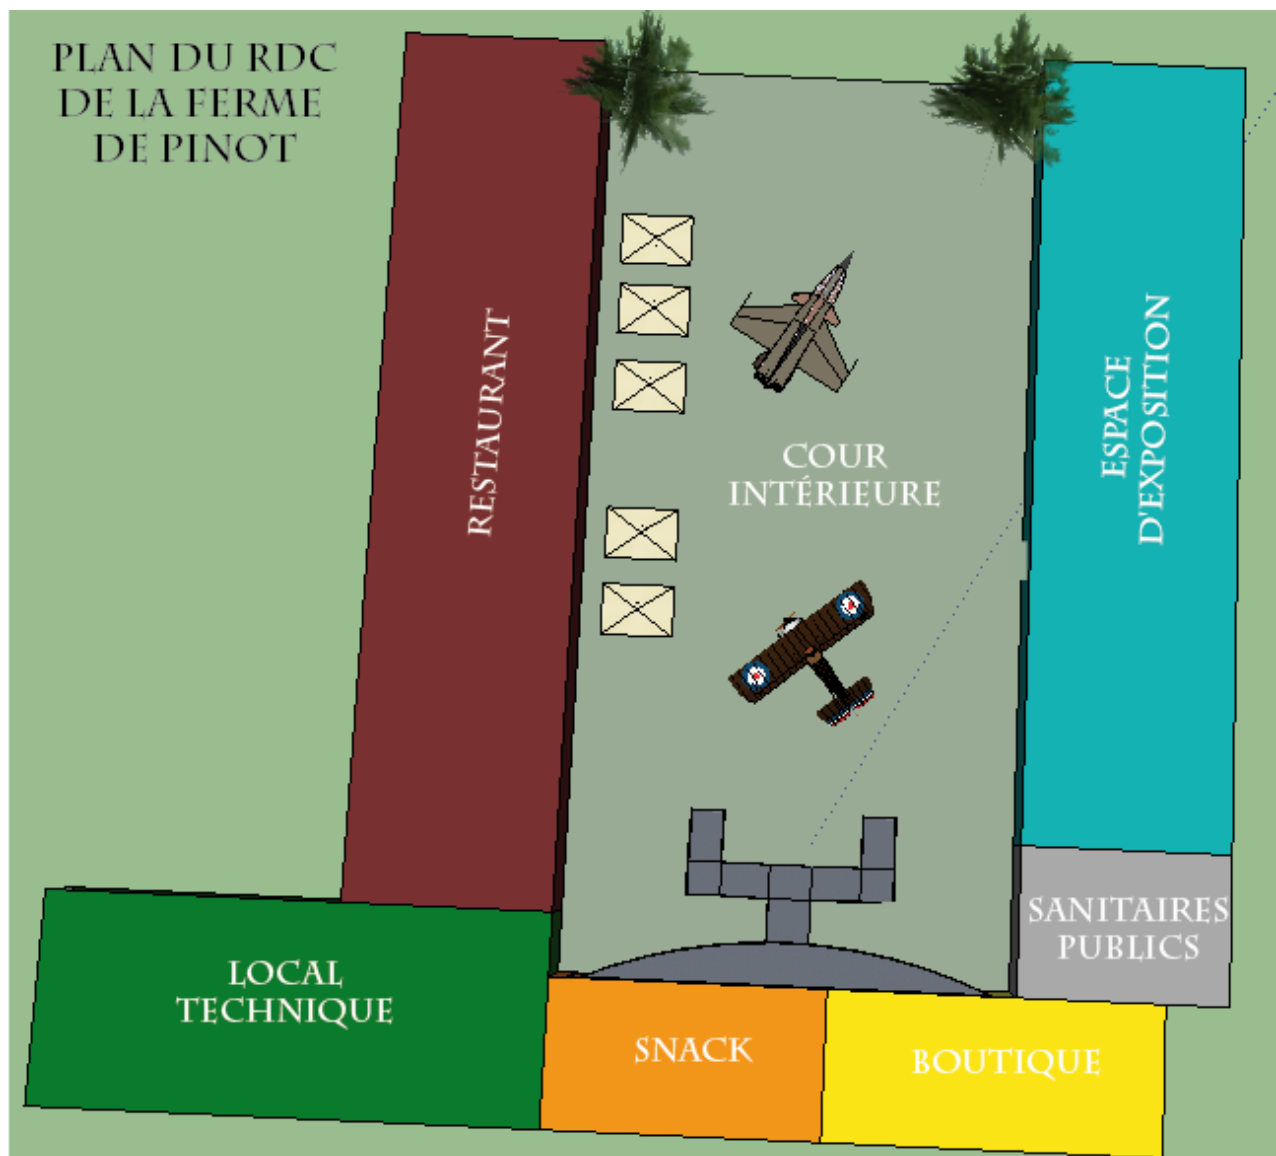 PLAN DU RDC
DE LA FERME
DE PINOT
RESTAURANT
COUR
INTÉRIEURE
ESPACE
D'EXPOSITION
SANITAIRES
PUBLICS
LOCAL
TECHNIQUE
SNACK
BOUTIQUE